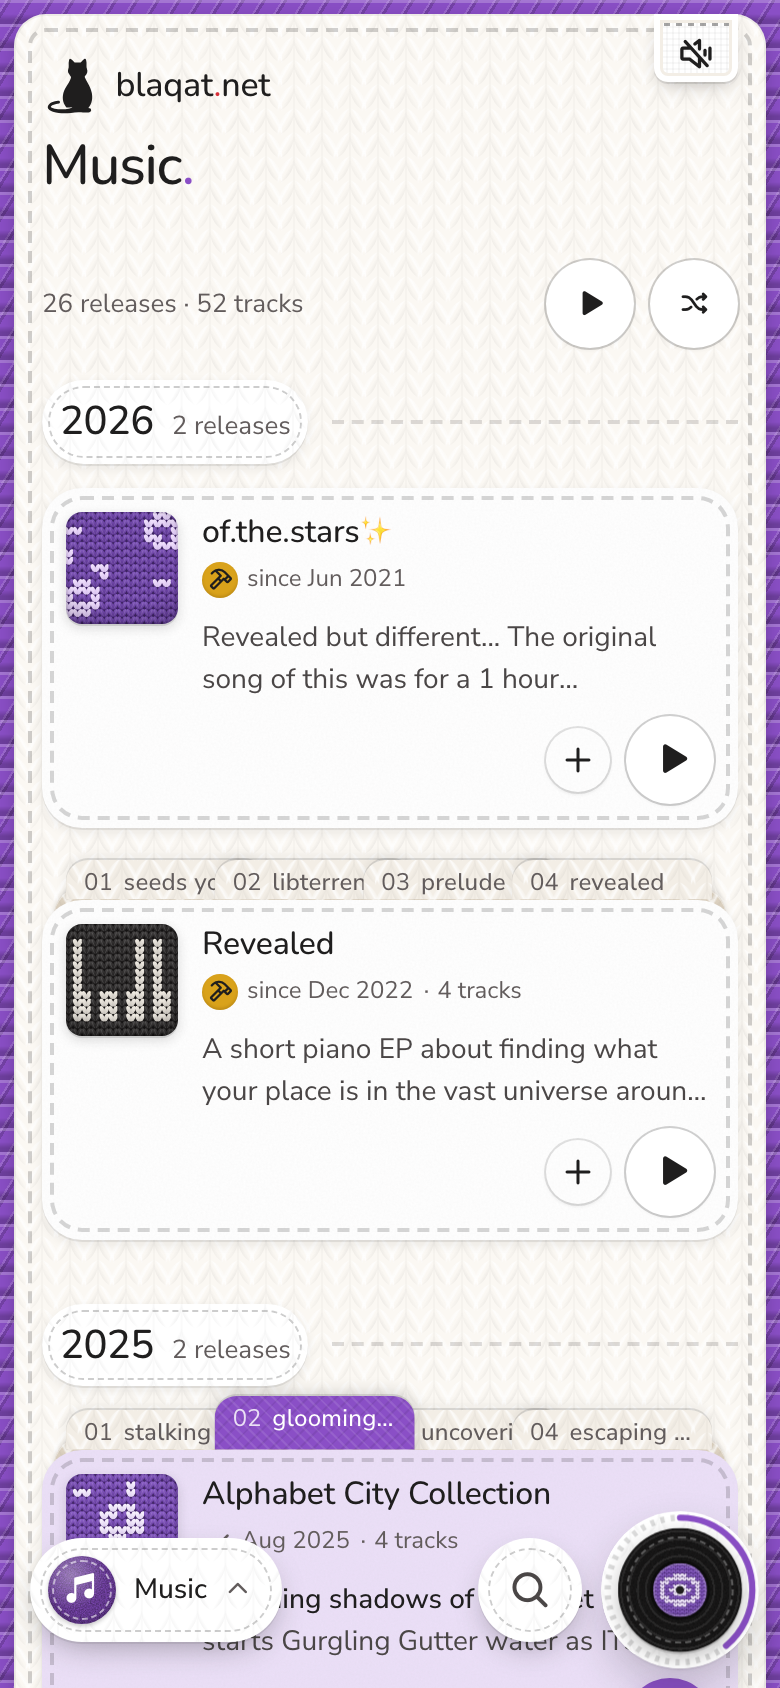 blaqat.net
Music.
26 releases · 52 tracks
2026 2 releases
of.the.stars✨
since Jun 2021
Revealed but different... The original
song of this was for a 1 hour...
01 seeds 02 libterren 03 prelude 04 revealed
Revealed
since Dec 2022 · 4 tracks
A short piano EP about finding what
your place is in the vast universe aroun...
2025 2 releases
01 stalking 02 glooming... uncoveri 04 escaping ...
Alphabet City Collection
Aug 2025 · 4 tracks
ing shadows of
starts Gurgling Gutter water as
Music